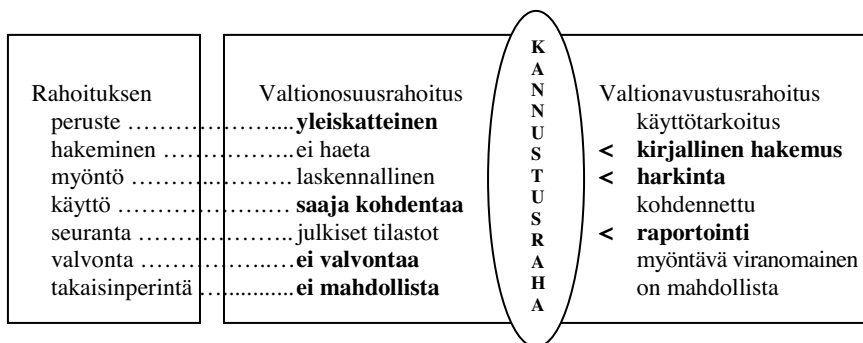 Rahoituksen Valtionosuusrahoitus Valtionavustusrahoitus
peruste ……………………... yleiskatteinen käyttötarkoitus
hakeminen ………………… ei haeta < kirjallinen hakemus
myöntö ……………………… laskennallinen < harkinta
käyttö ……………………… saaja kohdentaa kohdennettu
seuranta …………………… julkiset tilastot < raportointi
valvonta …………………… ei valvontaa myöntävä viranomainen
takaisinperintä …............. ei mahdollista on mahdollista
KANNUSTUSRAHA